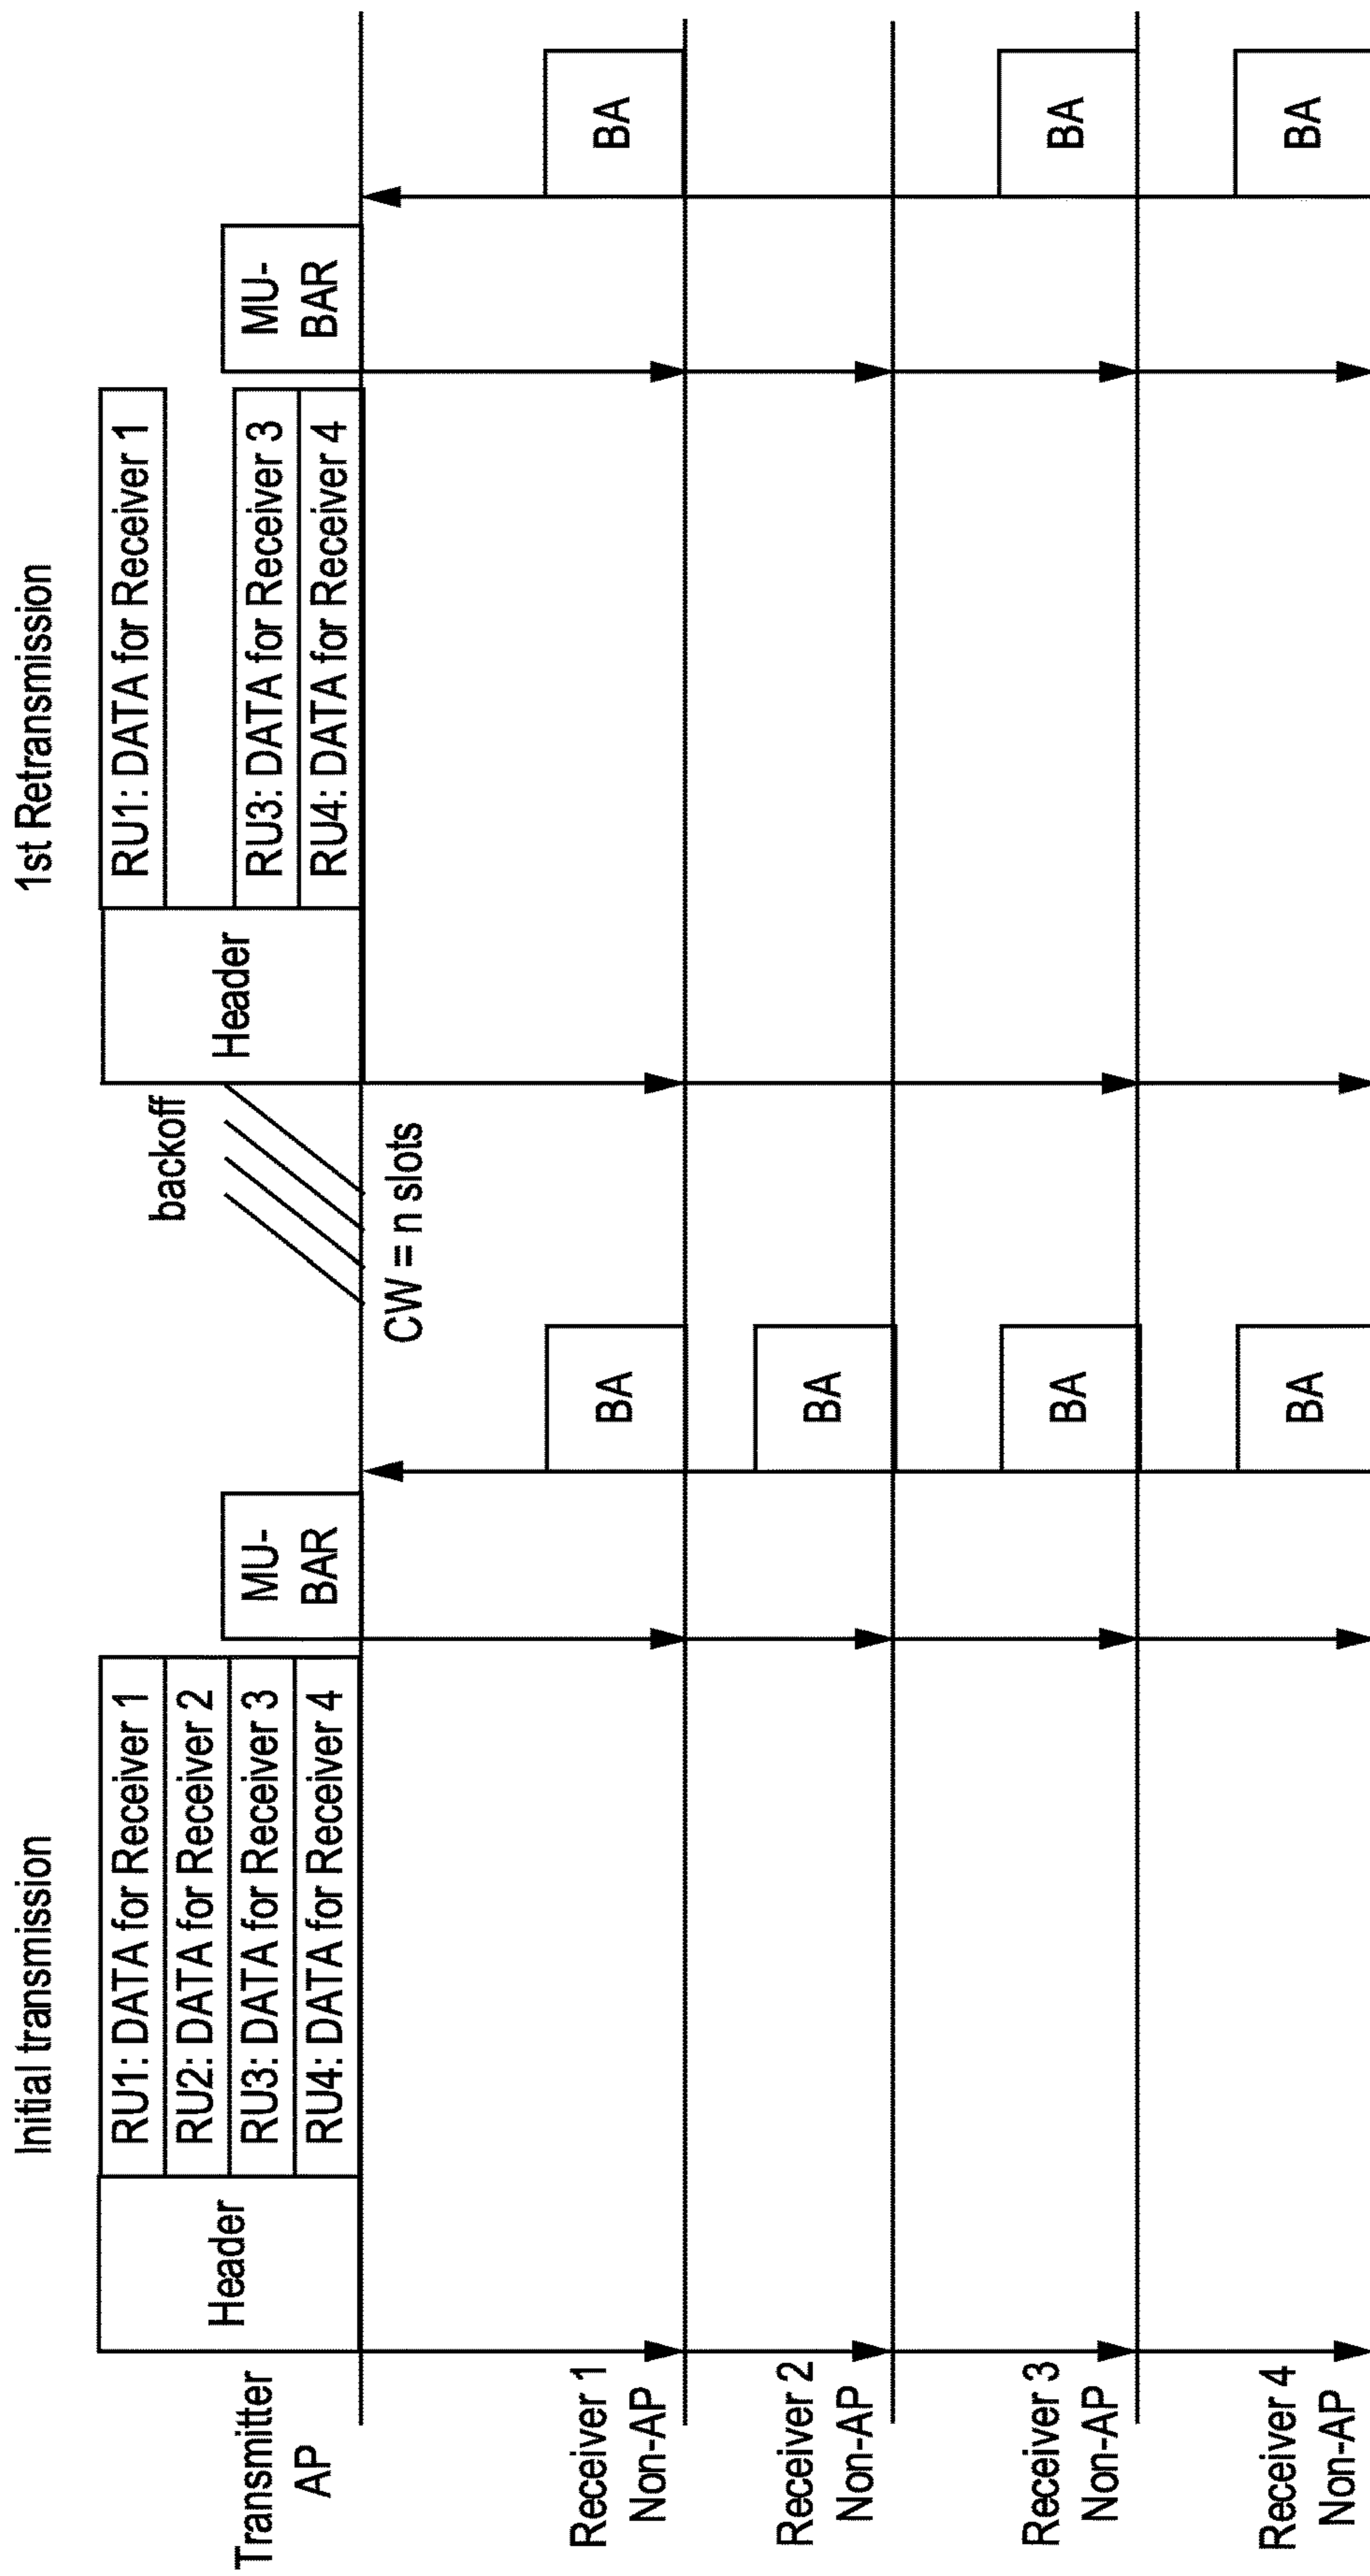 Initial transmission
1st Retransmission
Header
RU1: DATA for Receiver 1
RU2: DATA for Receiver 2
RU3: DATA for Receiver 3
RU4: DATA for Receiver 4
MU-
BAR
backoff
Header
RU1: DATA for Receiver 1
RU3: DATA for Receiver 3
RU4: DATA for Receiver 4
MU-
BAR
Transmitter
AP
CW = n slots
Receiver 1
Non-AP
BA
BA
Receiver 2
Non-AP
BA
Receiver 3
Non-AP
BA
BA
Receiver 4
Non-AP
BA
BA